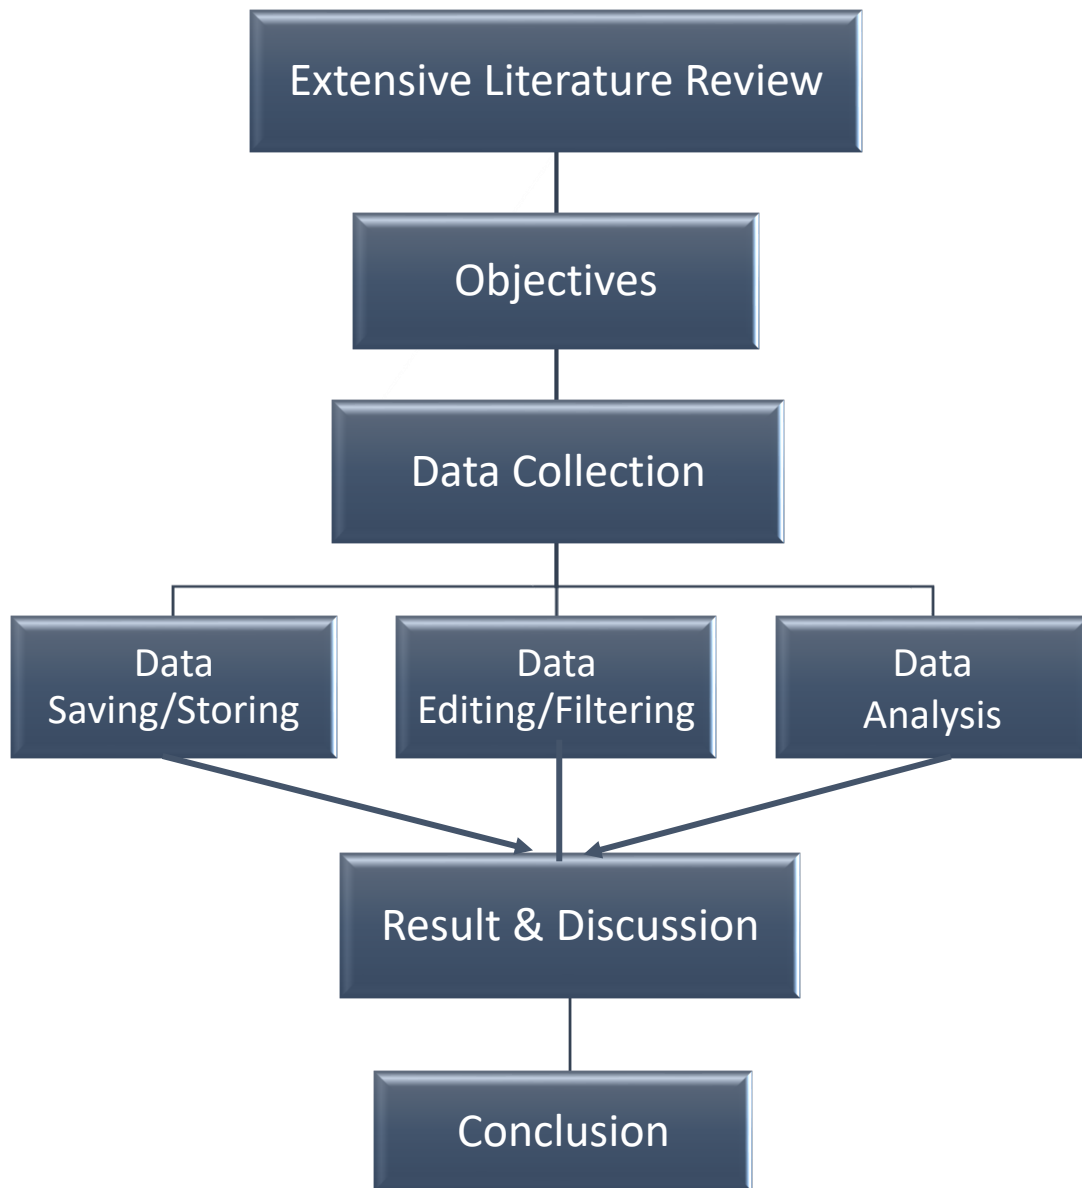 Extensive Literature Review
Objectives
Data Collection
Data
Saving/Storing
Data
Editing/Filtering
Data
Analysis
Result & Discussion
Conclusion